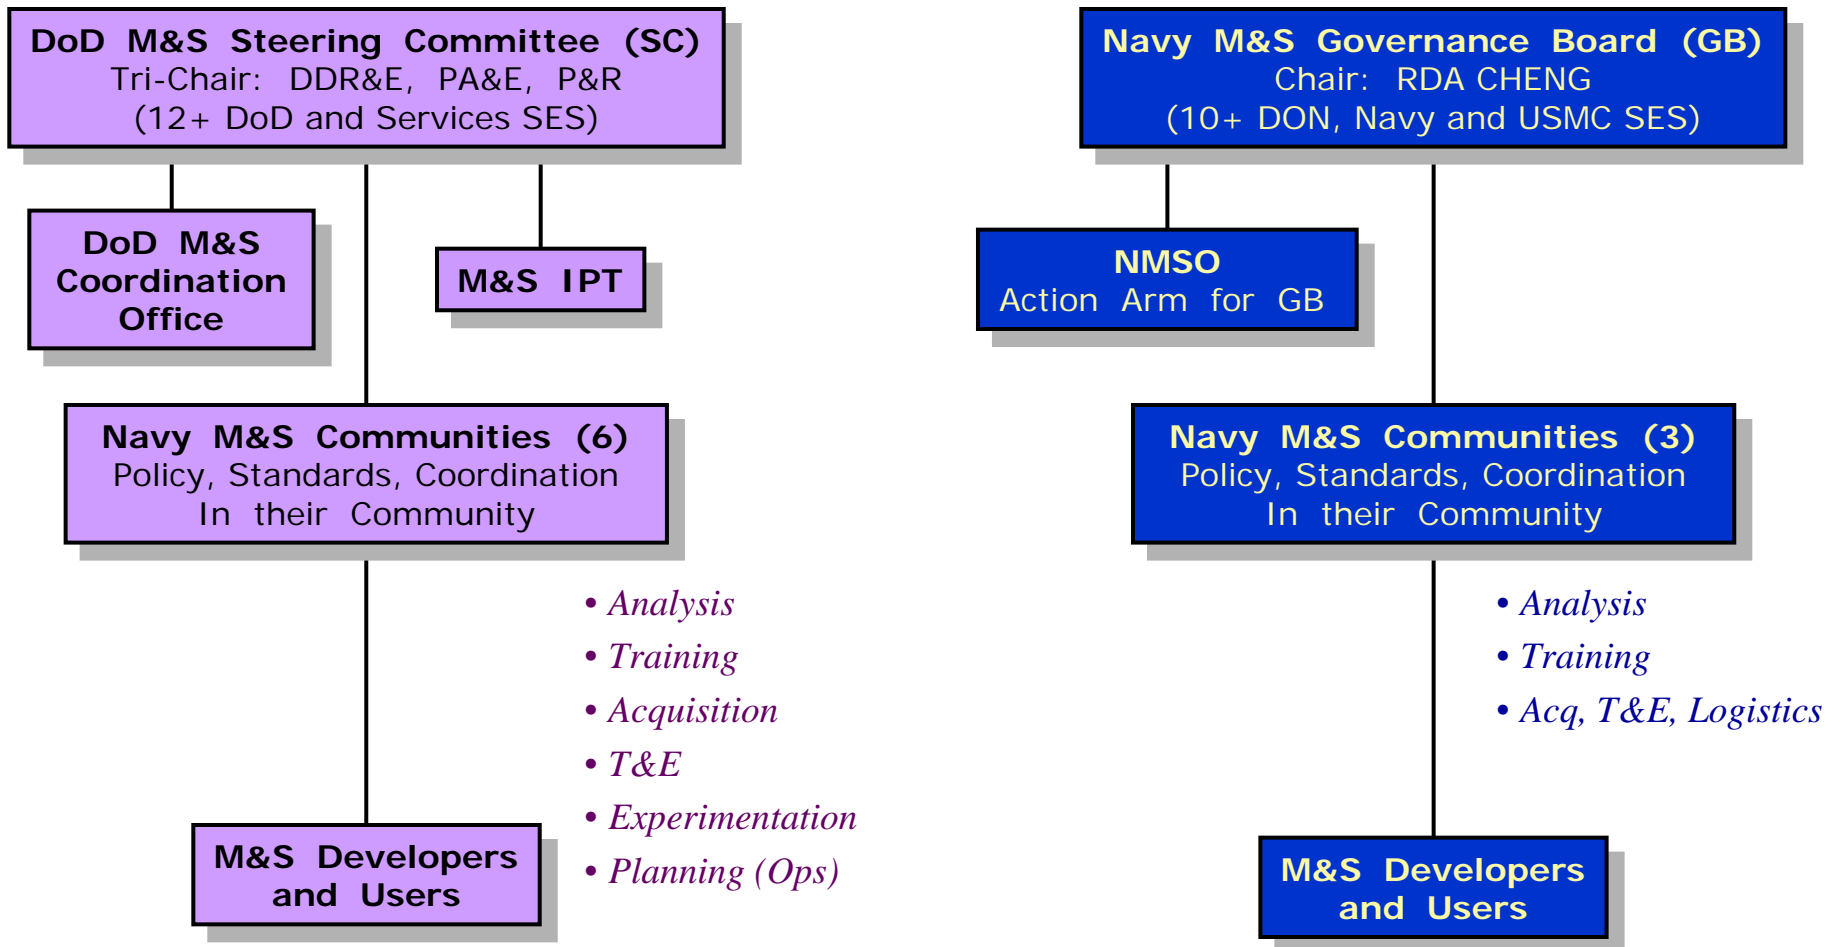 DoD M&S Steering Committee (SC)
Tri-Chair: DDR&E, PA&E, P&R
(12+ DoD and Services SES)
DoD M&S
Coordination
Office
M&S IPT
Navy M&S Communities (6)
Policy, Standards, Coordination
In their Community
• Analysis
• Training
• Acquisition
• T&E
• Experimentation
• Planning (Ops)
M&S Developers
and Users
Navy M&S Governance Board (GB)
Chair: RDA CHENG
(10+ DON, Navy and USMC SES)
NMSO
Action Arm for GB
Navy M&S Communities (3)
Policy, Standards, Coordination
In their Community
• Analysis
• Training
• Acq, T&E, Logistics
M&S Developers
and Users